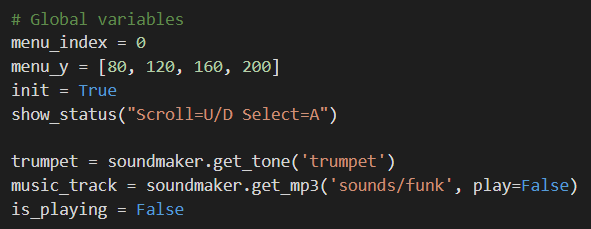 # Global variables
menu_index = 0
menu_y = [80, 120, 160, 200]
init = True
show_status("Scroll=U/D Select=A")
trumpet = soundmaker.get_tone('trumpet')
music_track = soundmaker.get_mp3('sounds/funk', play=False)
is_playing = False